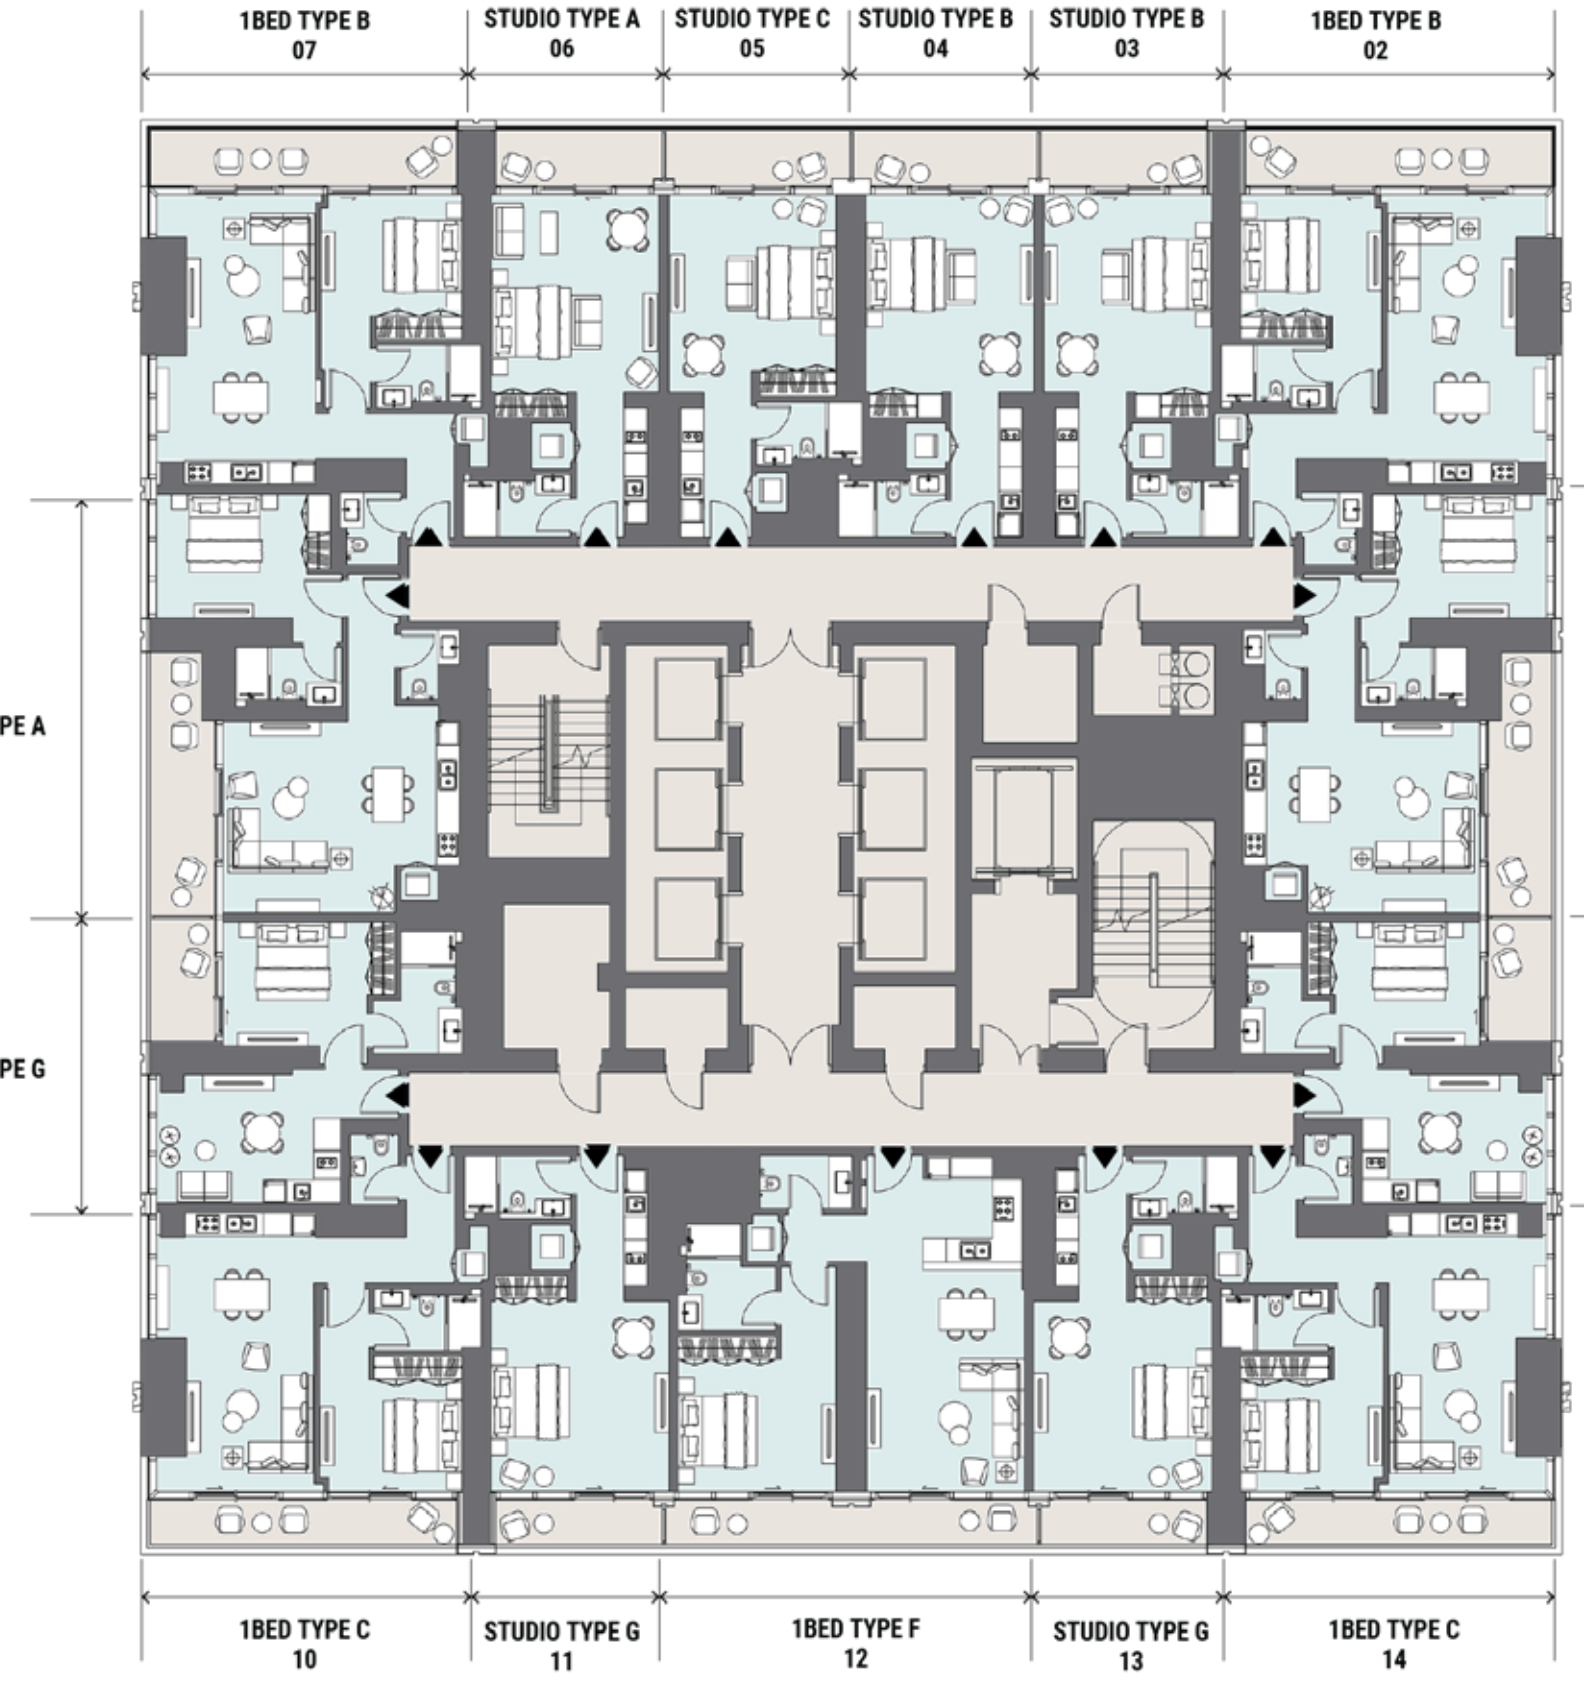 1BED TYPE B
07
STUDIO TYPE A
06
STUDIO TYPE C
05
STUDIO TYPE B
04
STUDIO TYPE B
03
1BED TYPE B
02
PE A
PE G
1BED TYPE C
10
STUDIO TYPE G
11
1BED TYPE F
12
STUDIO TYPE G
13
1BED TYPE C
14